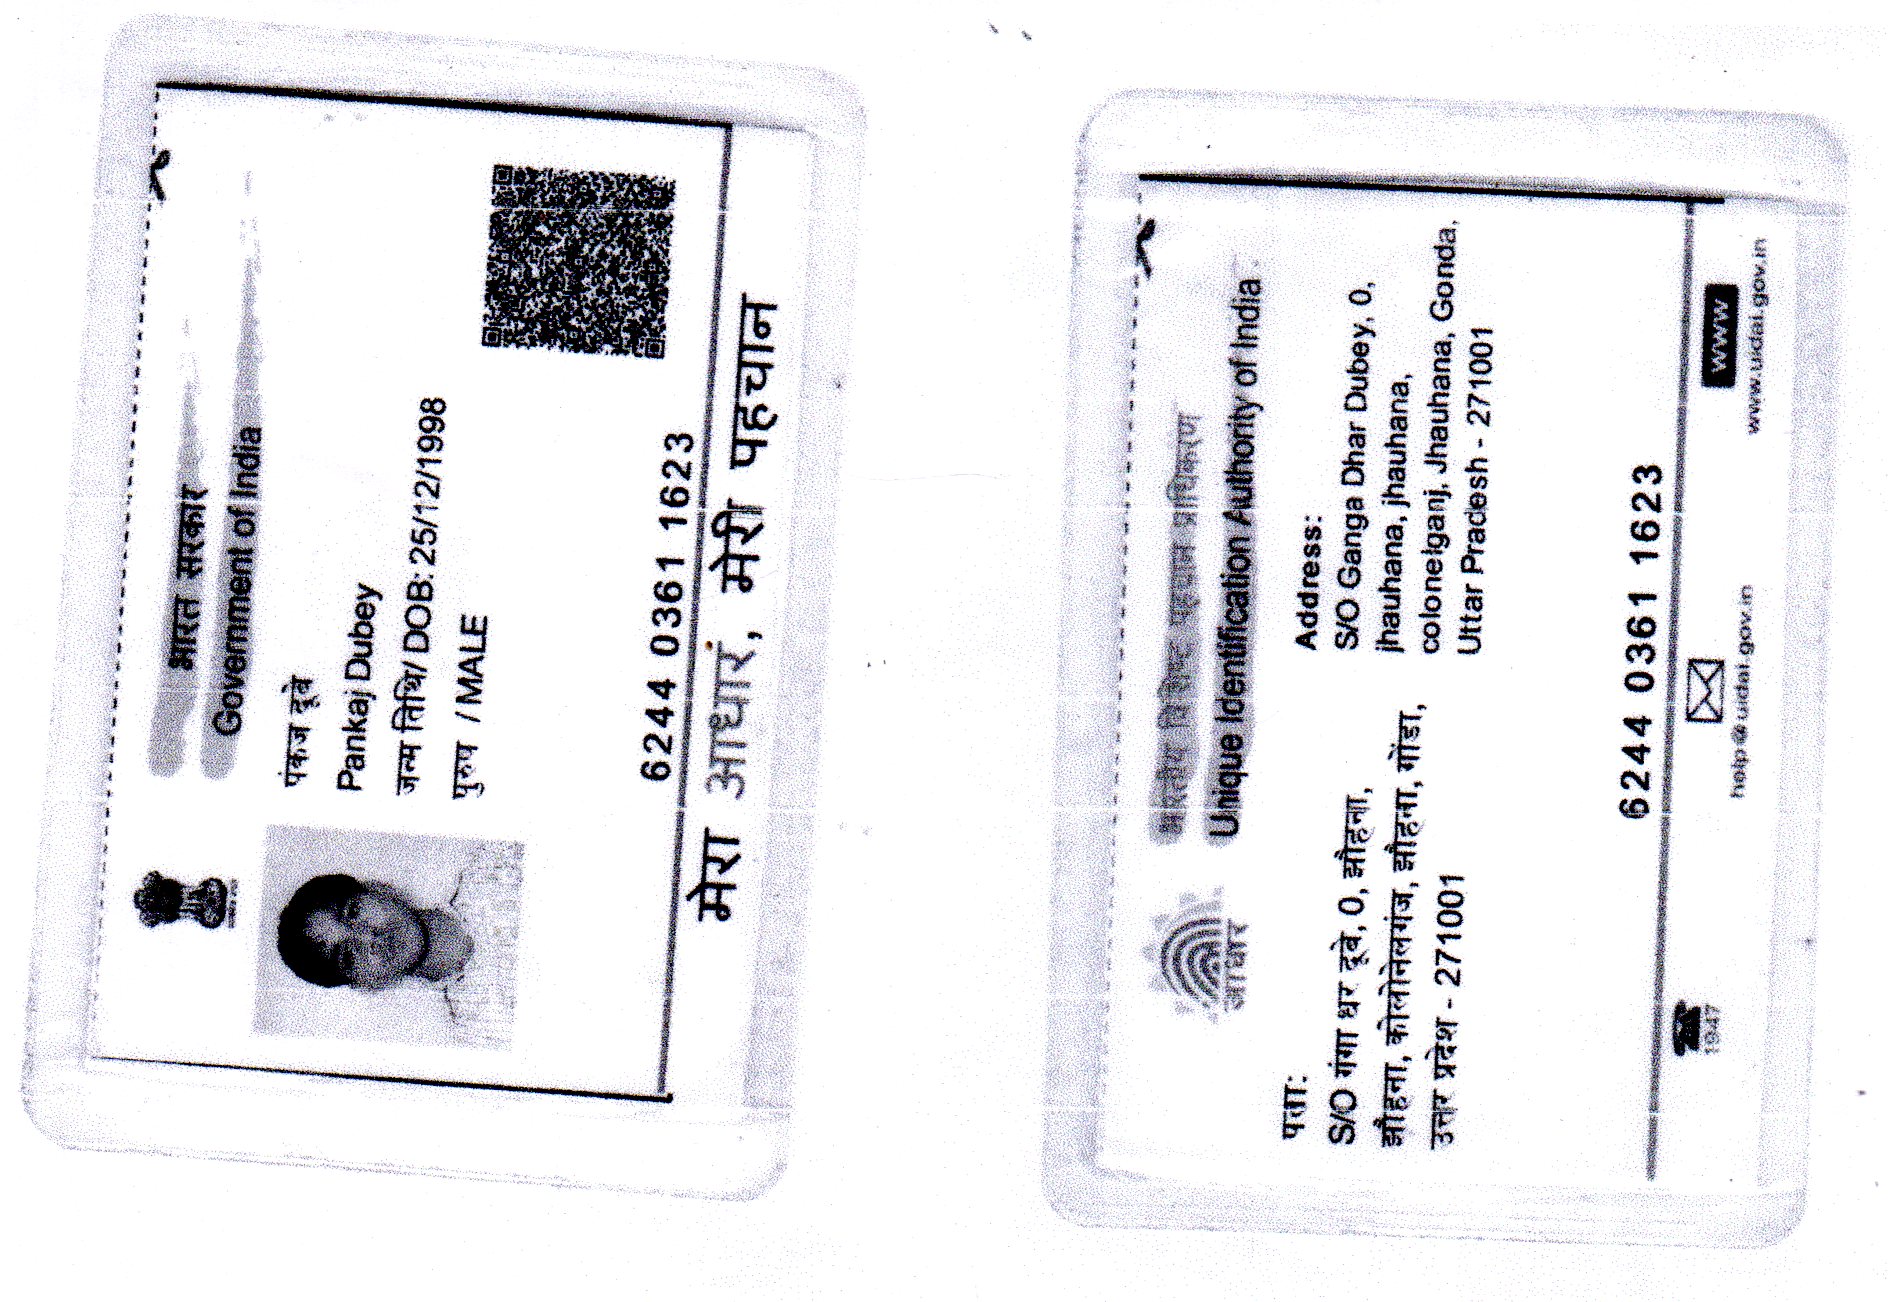 भारत सरकार
Government of India
पंकज दूबे
Pankaj Dubey
जन्म तिथि/ DOB: 25/12/1998
पुरुष / MALE
6244 0361 1623
मेरा आधार, मेरी पहचान
भारतीय विशिष्ट पहचान प्राधिकरण
Unique Identification Authority of India
आधार
पता:
S/O गंगा धर दूबे, 0, झौहना,
झौहना, कोलोनेलगंज, झौहना, गोंडा,
उत्तर प्रदेश - 271001
Address:
S/O Ganga Dhar Dubey, 0,
jhauhana, jhauhana,
colonelganj, Jhauhana, Gonda,
Uttar Pradesh - 271001
6244 0361 1623
1947
help@uidai.gov.in
www
www.uidai.gov.in